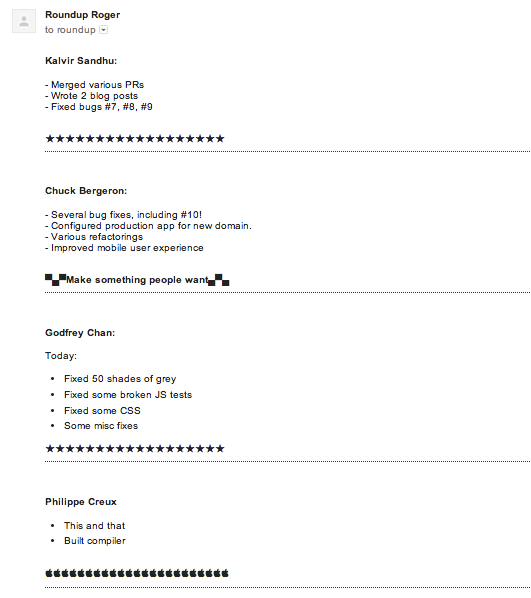 Roundup Roger
to roundup
Kalvir Sandhu:
- Merged various PRs
- Wrote 2 blog posts
- Fixed bugs #7, #8, #9
★★★★★★★★★★★★★★★★★★
Chuck Bergeron:
- Several bug fixes, including #10!
- Configured production app for new domain.
- Various refactorings
- Improved mobile user experience
▀▄▀Make something people want▄▀▄
Godfrey Chan:
Today:
• Fixed 50 shades of grey
• Fixed some broken JS tests
• Fixed some CSS
• Some misc fixes
★★★★★★★★★★★★★★★★★★
Philippe Creux
• This and that
• Built compiler